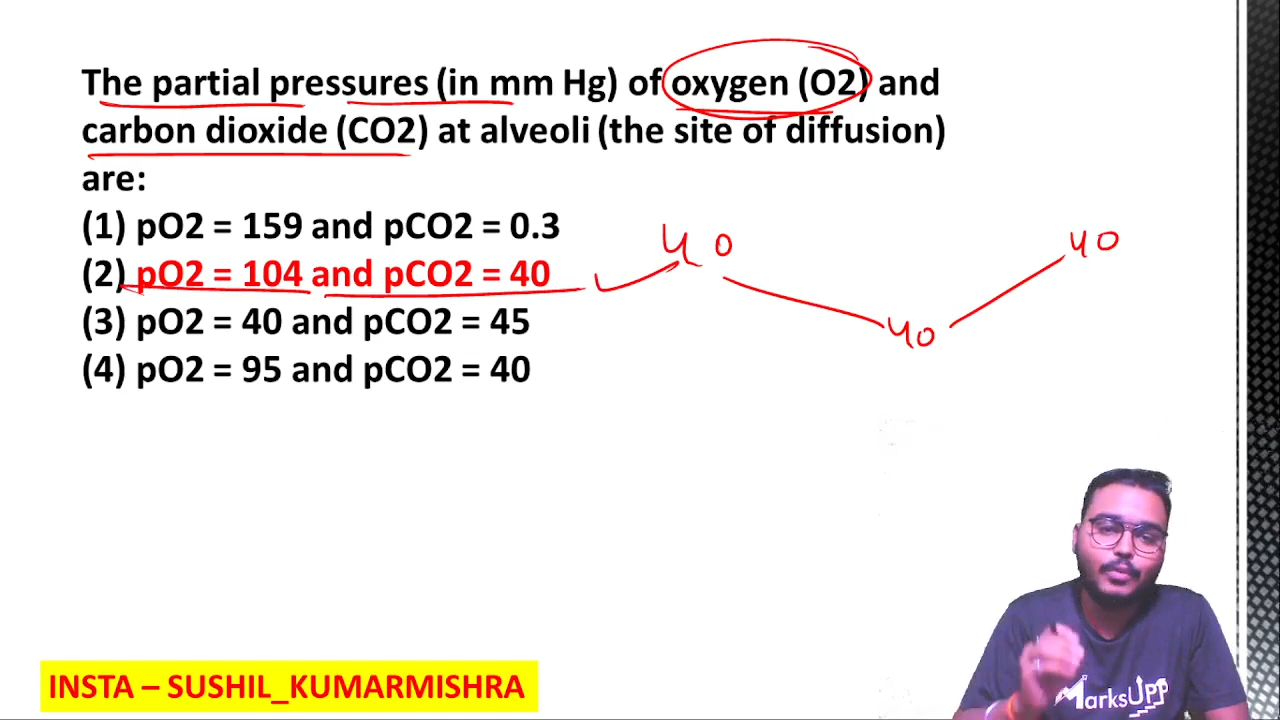 The partial pressures (in mm Hg) of oxygen (O2) and
carbon dioxide (CO2) at alveoli (the site of diffusion)
are:
(1) pO2 = 159 and pCO2 = 0.3
(2) pO2 = 104 and pCO2 = 40
(3) pO2 = 40 and pCO2 = 45
(4) pO2 = 95 and pCO2 = 40
40
40
40
INSTA – SUSHIL_KUMARMISHRA
MarksUPP